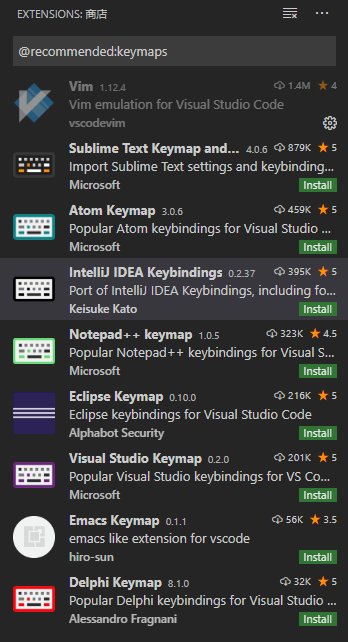 EXTENSIONS: 商店
@recommended:keymaps
Vim 1.12.4 1.4M 4
Vim emulation for Visual Studio Code
vscodevim
Sublime Text Keymap and... 4.0.6 879K 5
Import Sublime Text settings and keybinding...
Microsoft Install
Atom Keymap 3.0.6 459K 5
Popular Atom keybindings for Visual Studio ...
Microsoft Install
IntelliJ IDEA Keybindings 0.2.37 395K 5
Port of IntelliJ IDEA Keybindings, including fo...
Keisuke Kato Install
Notepad++ keymap 1.0.5 323K 4.5
Popular Notepad++ keybindings for Visual S...
Microsoft Install
Eclipse Keymap 0.10.0 216K 5
Eclipse keybindings for Visual Studio Code
Alphabot Security Install
Visual Studio Keymap 0.2.0 201K 5
Popular Visual Studio keybindings for VS Co...
Microsoft Install
Emacs Keymap 0.1.1 56K 3.5
emacs like extension for vscode
hiro-sun Install
Delphi Keymap 8.1.0 32K 5
Popular Delphi keybindings for Visual Studio ...
Alessandro Fragnani Install